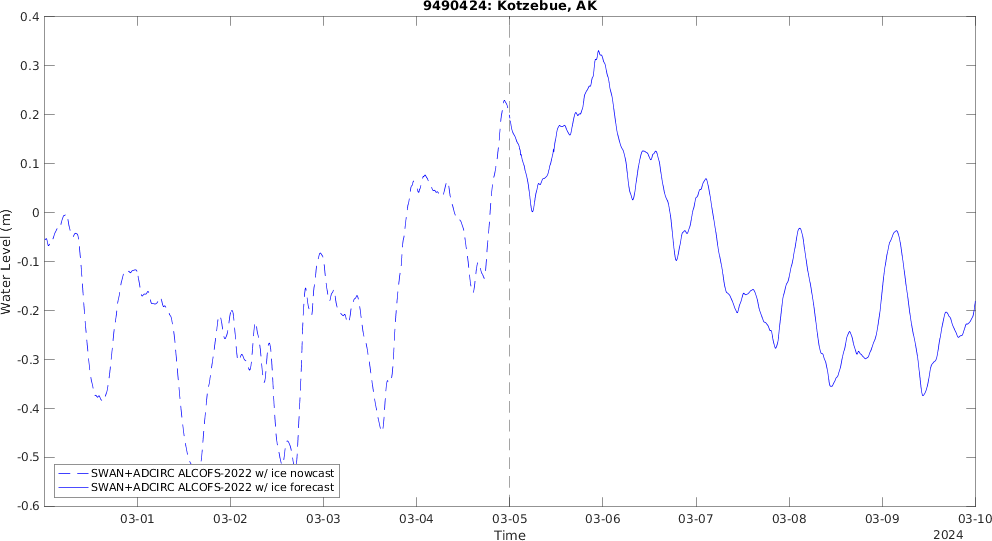 9490424: Kotzebue, AK
0.4
0.3
0.2
0.1
0
-0.1
-0.2
-0.3
-0.4
-0.5
-0.6
Water Level (m)
SWAN+ADCIRC ALCOFS-2022 w/ ice nowcast
SWAN+ADCIRC ALCOFS-2022 w/ ice forecast
03-01 03-02 03-03 03-04 03-05 03-06 03-07 03-08 03-09 03-10
Time
2024